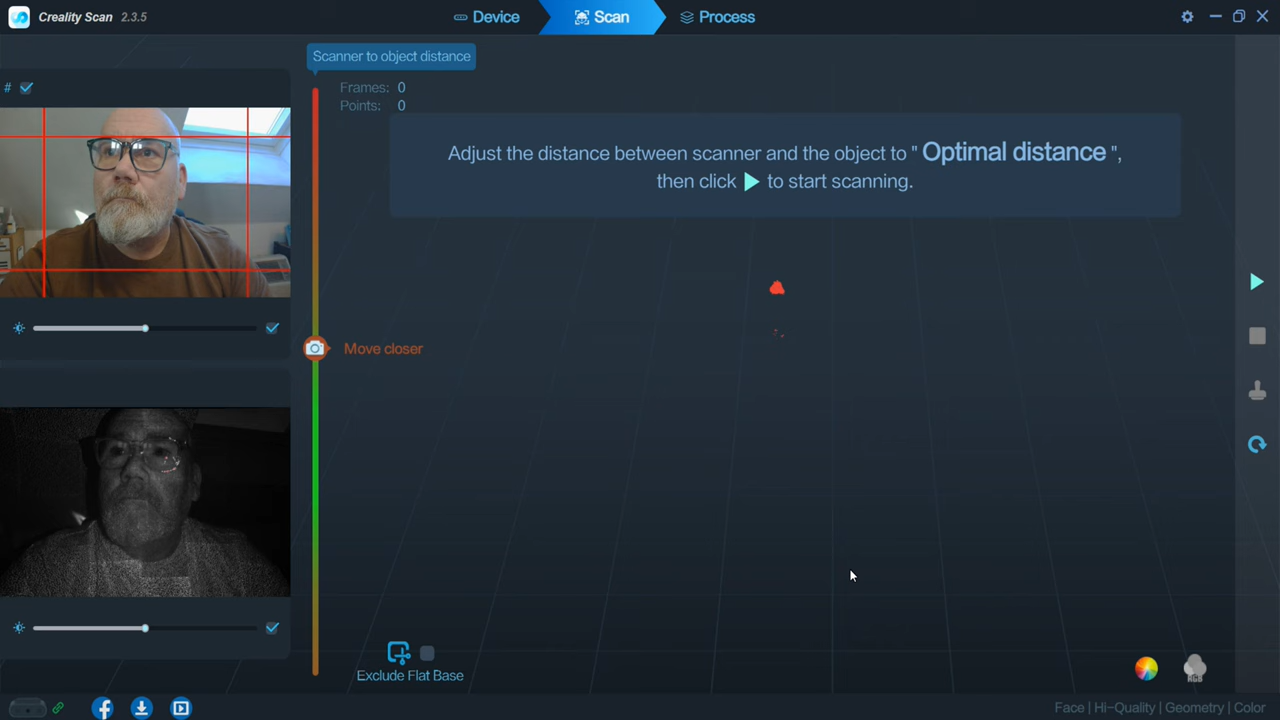 Creality Scan 2.3.5
Device
Scan
Process
Scanner to object distance
#
Frames: 0
Points: 0
Adjust the distance between scanner and the object to " Optimal distance ",
then click ▶ to start scanning.
Move closer
Exclude Flat Base
RGB
Face | Hi-Quality | Geometry | Color